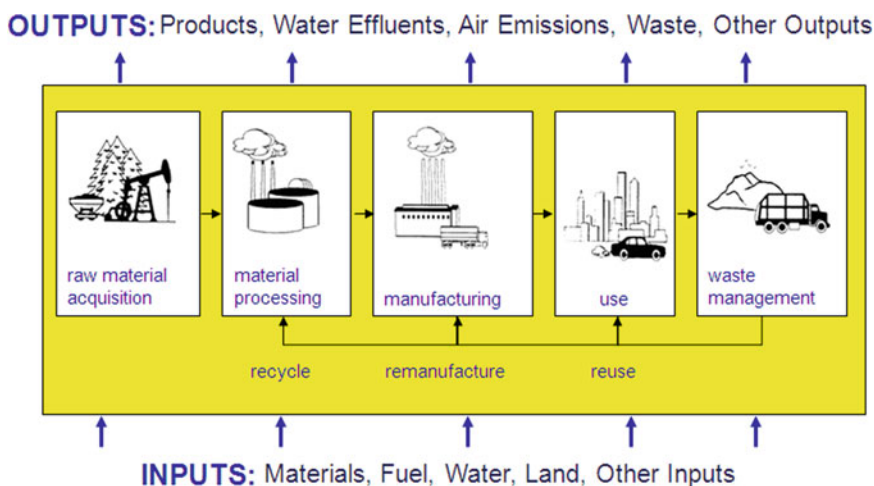 OUTPUTS: Products, Water Effluents, Air Emissions, Waste, Other Outputs
raw material
acquisition
material
processing
manufacturing
use
waste
management
recycle
remanufacture
reuse
INPUTS: Materials, Fuel, Water, Land, Other Inputs